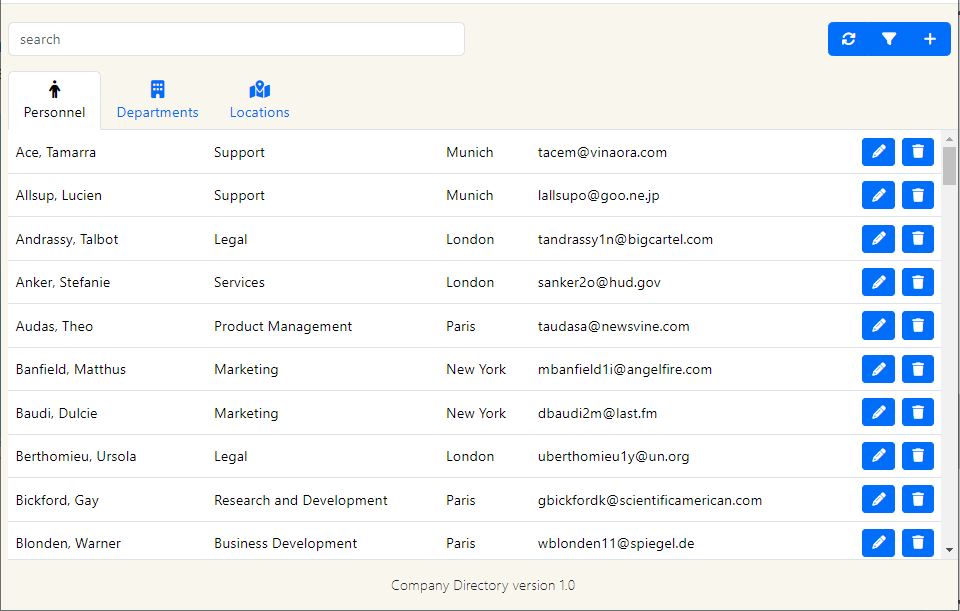 search
Personnel Departments Locations
Ace, Tamarra Support Munich tacem@vinaora.com
Allsup, Lucien Support Munich lallsupo@goo.ne.jp
Andrassy, Talbot Legal London tandrassy1n@bigcartel.com
Anker, Stefanie Services London sanker2o@hud.gov
Audas, Theo Product Management Paris taudasa@newsvine.com
Banfield, Matthus Marketing New York mbanfield1i@angelfire.com
Baudi, Dulcie Marketing New York dbaudi2m@last.fm
Berthomieu, Ursola Legal London uberthomieu1y@un.org
Bickford, Gay Research and Development Paris gbickfordk@scientificamerican.com
Blonden, Warner Business Development Paris wblonden11@spiegel.de
Company Directory version 1.0